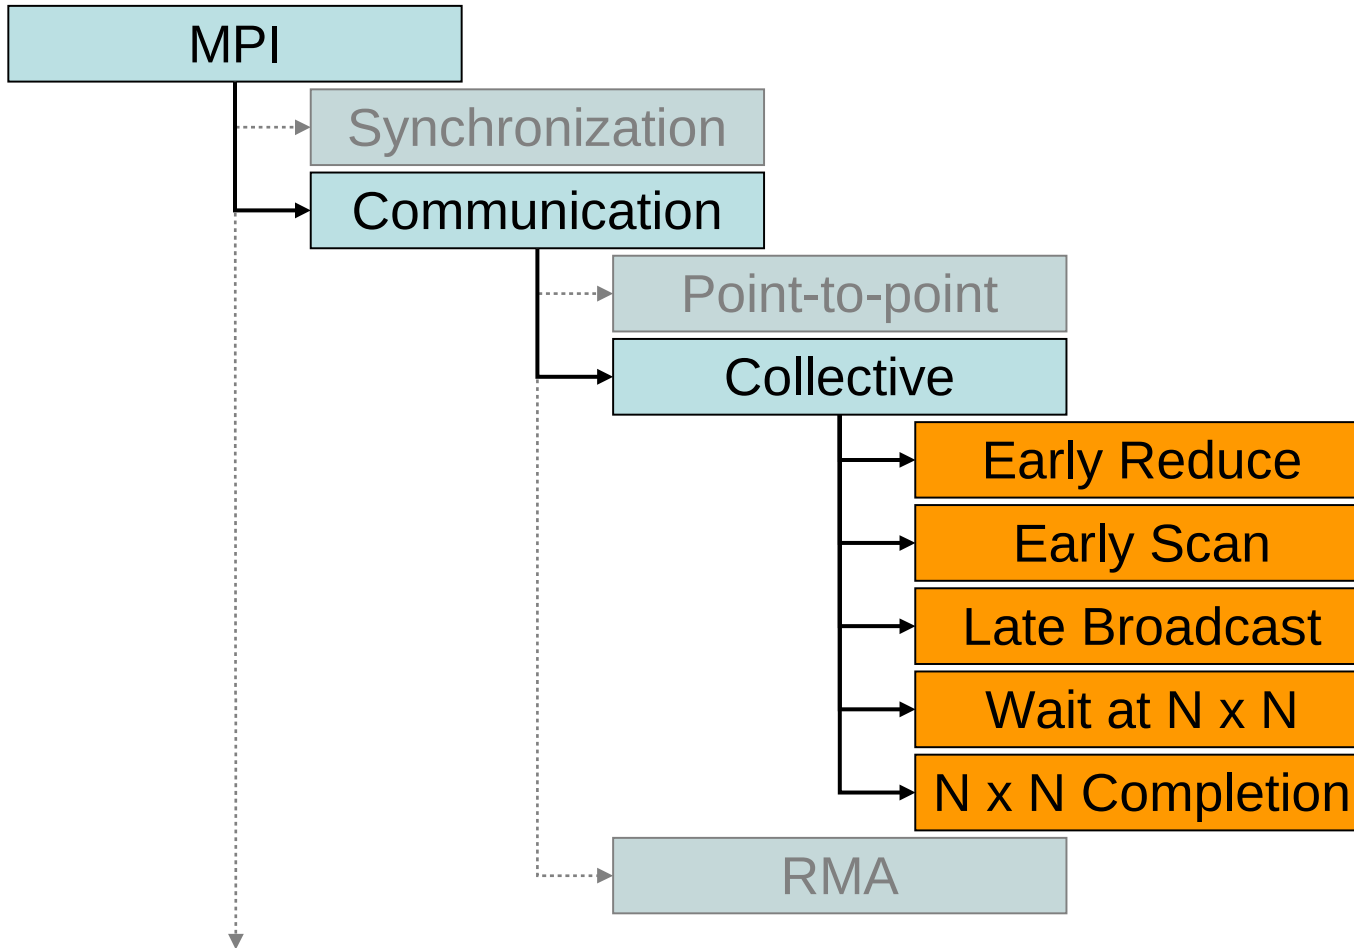 MPI
Synchronization
Communication
Point-to-point
Collective
Early Reduce
Early Scan
Late Broadcast
Wait at N x N
N x N Completion
RMA